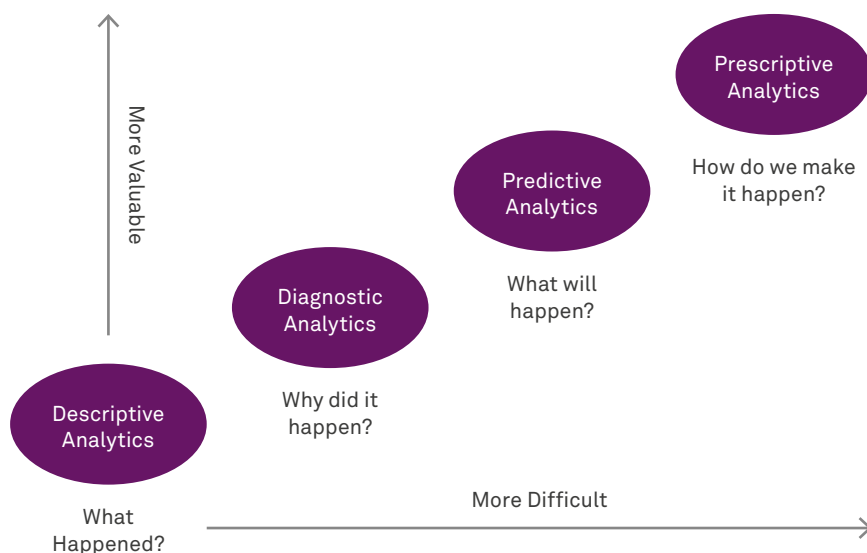 Prescriptive
Analytics
How do we make
it happen?
More Valuable
Predictive
Analytics
What will
happen?
Diagnostic
Analytics
Why did it
happen?
Descriptive
Analytics
What
Happened?
More Difficult